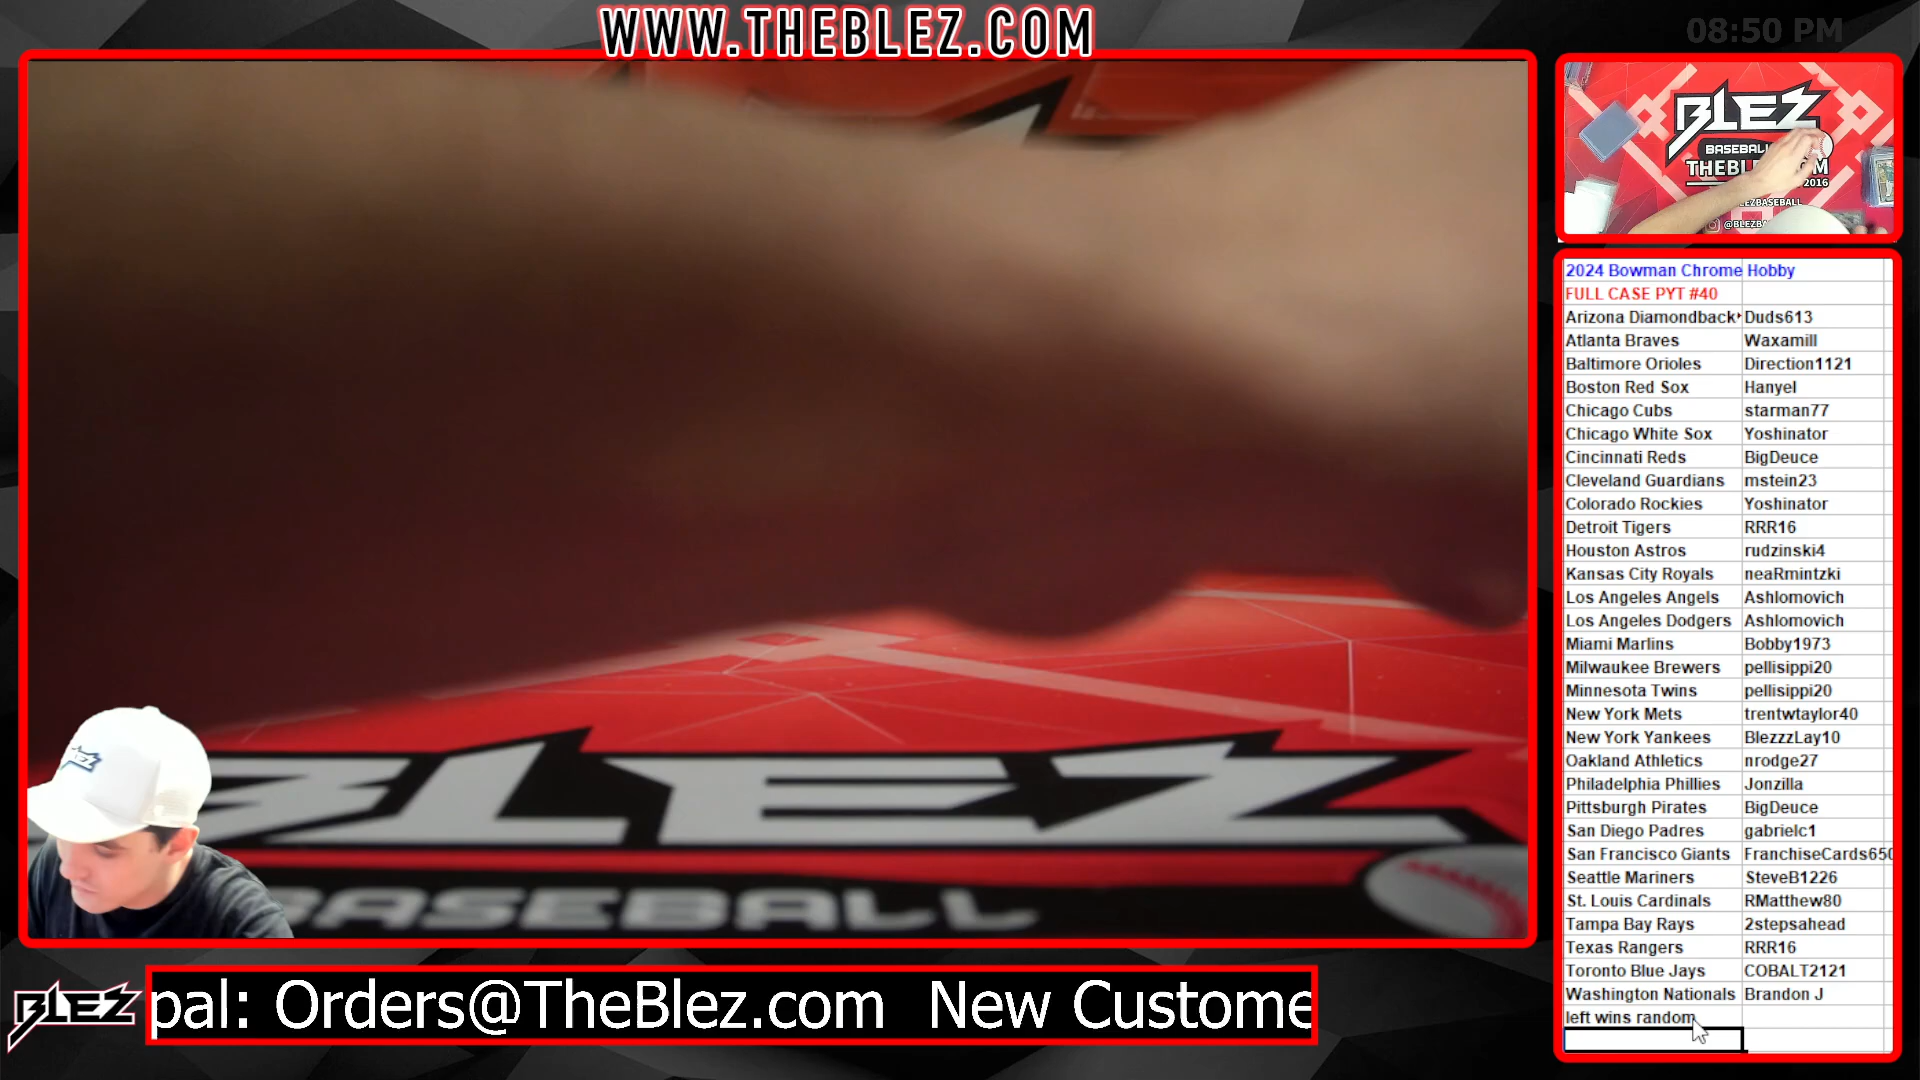 WWW.THEBLEZ.COM
08:50 PM
BLEZ
BASEBALL
2016
2024 Bowman Chrome Hobby
FULL CASE PYT #40
Arizona Diamondback Duds613
Atlanta Braves Waxamill
Baltimore Orioles Direction1121
Boston Red Sox Hanyel
Chicago Cubs starman77
Chicago White Sox Yoshinator
Cincinnati Reds BigDeuce
Cleveland Guardians mstein23
Colorado Rockies Yoshinator
Detroit Tigers RRR16
Houston Astros rudzinski4
Kansas City Royals neaRmintzki
Los Angeles Angels Ashlomovich
Los Angeles Dodgers Ashlomovich
Miami Marlins Bobby1973
Milwaukee Brewers pellisippi20
Minnesota Twins pellisippi20
New York Mets trentwtaylor40
New York Yankees BlezzzLay10
Oakland Athletics nrodge27
Philadelphia Phillies Jonzilla
Pittsburgh Pirates BigDeuce
San Diego Padres gabrielc1
San Francisco Giants FranchiseCards650
Seattle Mariners SteveB1226
St. Louis Cardinals RMatthew80
Tampa Bay Rays 2stepsahead
Texas Rangers RRR16
Toronto Blue Jays COBALT2121
Washington Nationals Brandon J
left wins random
BLEZ
BASEBALL
BLEZ
pal: Orders@TheBlez.com New Custome